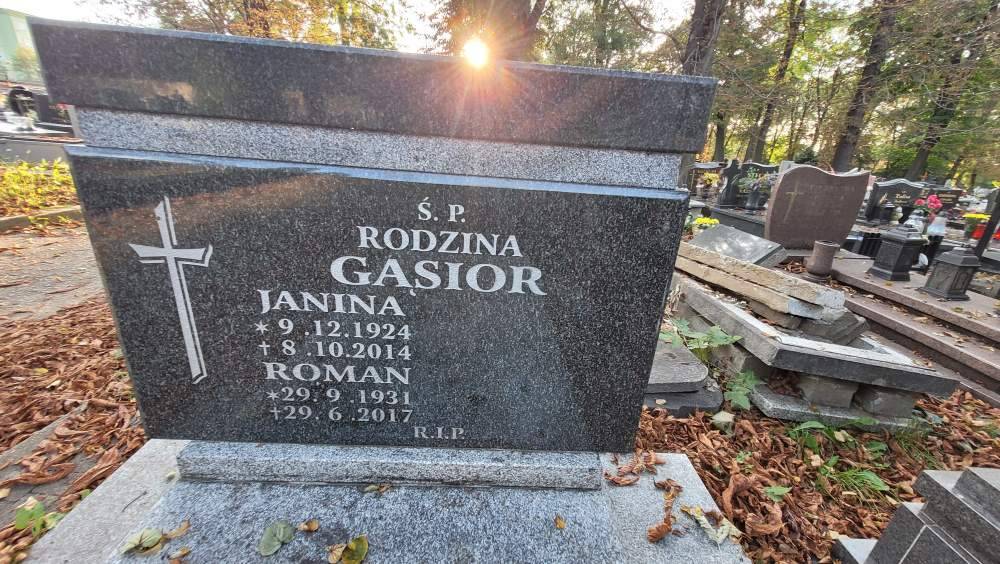 Ś. P.
RODZINA
GĄSIOR
JANINA
* 9 .12.1924
† 8 .10.2014
ROMAN
*29. 9 .1931
†29. 6 .2017
R.I.P.